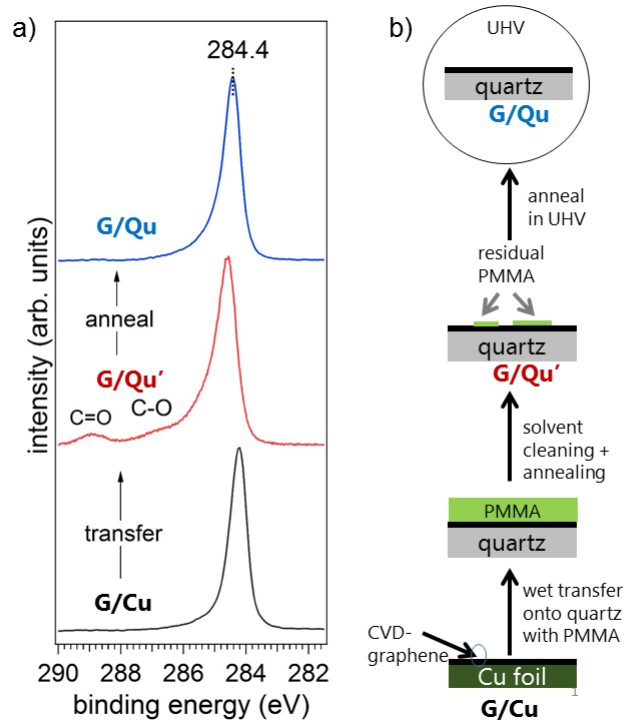 a)
284.4
G/Qu
anneal
G/Qu’
C=O
C-O
transfer
G/Cu
intensity (arb. units)
290
288
286
284
282
binding energy (eV)
b)
UHV
quartz
G/Qu
anneal
in UHV
residual
PMMA
quartz
G/Qu’
solvent
cleaning +
annealing
PMMA
quartz
wet transfer
onto quartz
with PMMA
CVD-
graphene
Cu foil
1
G/Cu